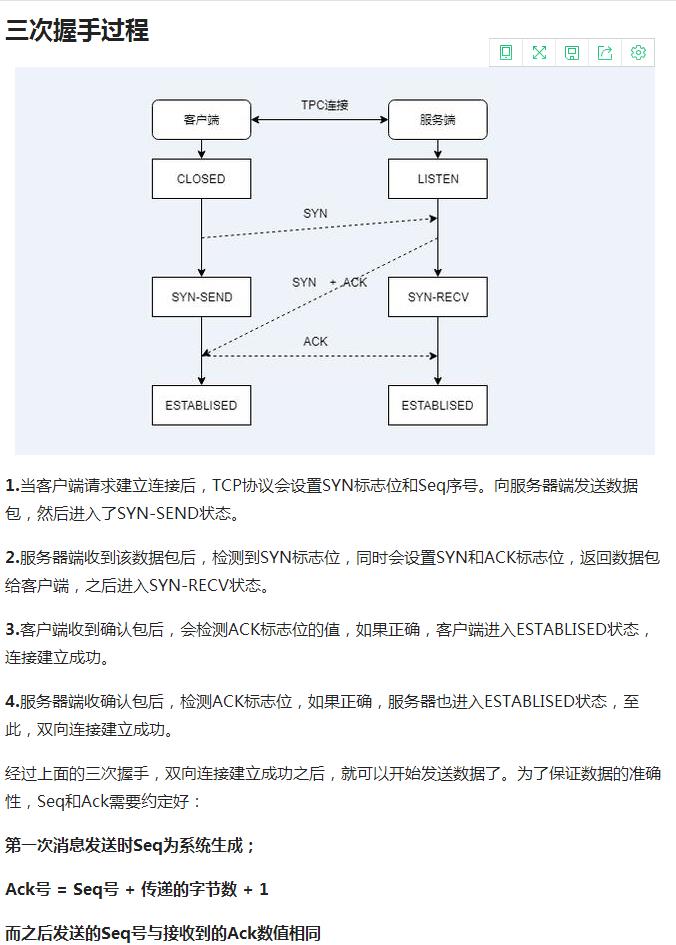 三次握手过程
TPC连接
客户端
服务端
CLOSED
LISTEN
SYN
SYN + ACK
SYN-SEND
SYN-RECV
ACK
ESTABLISED
ESTABLISED
1.当客户端请求建立连接后，TCP协议会设置SYN标志位和Seq序号。向服务器端发送数据
包，然后进入了SYN-SEND状态。
2.服务器端收到该数据包后，检测到SYN标志位，同时会设置SYN和ACK标志位，返回数据包
给客户端，之后进入SYN-RECV状态。
3.客户端收到确认包后，会检测ACK标志位的值，如果正确，客户端进入ESTABLISED状态，
连接建立成功。
4.服务器端收确认包后，检测ACK标志位，如果正确，服务器也进入ESTABLISED状态，至
此，双向连接建立成功。
经过上面的三次握手，双向连接建立成功之后，就可以开始发送数据了。为了保证数据的准确
性，Seq和Ack需要约定好：
第一次消息发送时Seq为系统生成；
Ack号 = Seq号 + 传递的字节数 + 1
而之后发送的Seq号与接收到的Ack数值相同